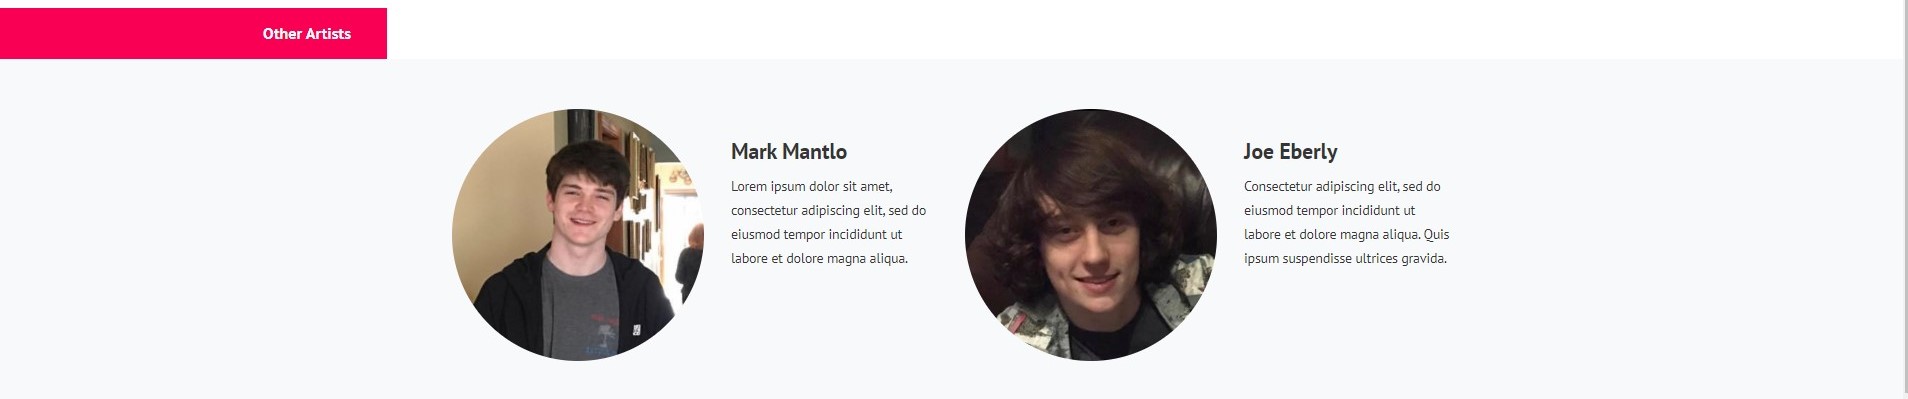 Other Artists
Mark Mantlo
Lorem ipsum dolor sit amet,
consectetur adipiscing elit, sed do
eiusmod tempor incididunt ut
labore et dolore magna aliqua.
Joe Eberly
Consectetur adipiscing elit, sed do
eiusmod tempor incididunt ut
labore et dolore magna aliqua. Quis
ipsum suspendisse ultrices gravida.